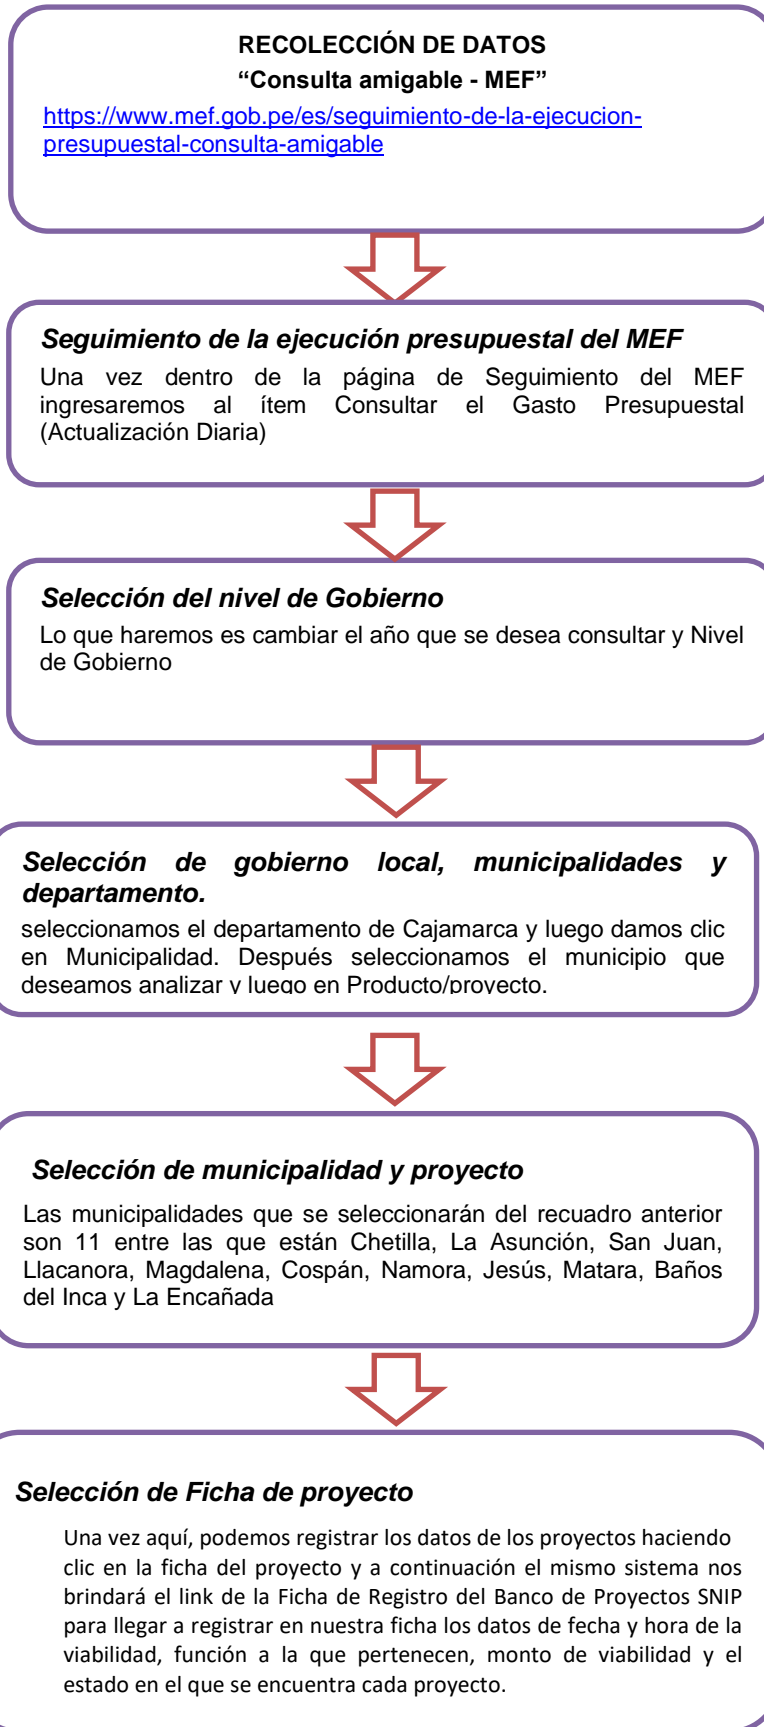 RECOLECCIÓN DE DATOS
“Consulta amigable - MEF”
https://www.mef.gob.pe/es/seguimiento-de-la-ejecucion-
presupuestal-consulta-amigable
Seguimiento de la ejecución presupuestal del MEF
Una vez dentro de la página de Seguimiento del MEF
ingresaremos al ítem Consultar el Gasto Presupuestal
(Actualización Diaria)
Selección del nivel de Gobierno
Lo que haremos es cambiar el año que se desea consultar y Nivel
de Gobierno
Selección de gobierno local, municipalidades y
departamento.
seleccionamos el departamento de Cajamarca y luego damos clic
en Municipalidad. Después seleccionamos el municipio que
deseamos analizar y luego en Producto/proyecto.
Selección de municipalidad y proyecto
Las municipalidades que se seleccionarán del recuadro anterior
son 11 entre las que están Chetilla, La Asunción, San Juan,
Llacanora, Magdalena, Cospán, Namora, Jesús, Matara, Baños
del Inca y La Encañada
Selección de Ficha de proyecto
Una vez aquí, podemos registrar los datos de los proyectos haciendo
clic en la ficha del proyecto y a continuación el mismo sistema nos
brindará el link de la Ficha de Registro del Banco de Proyectos SNIP
para llegar a registrar en nuestra ficha los datos de fecha y hora de la
viabilidad, función a la que pertenecen, monto de viabilidad y el
estado en el que se encuentra cada proyecto.